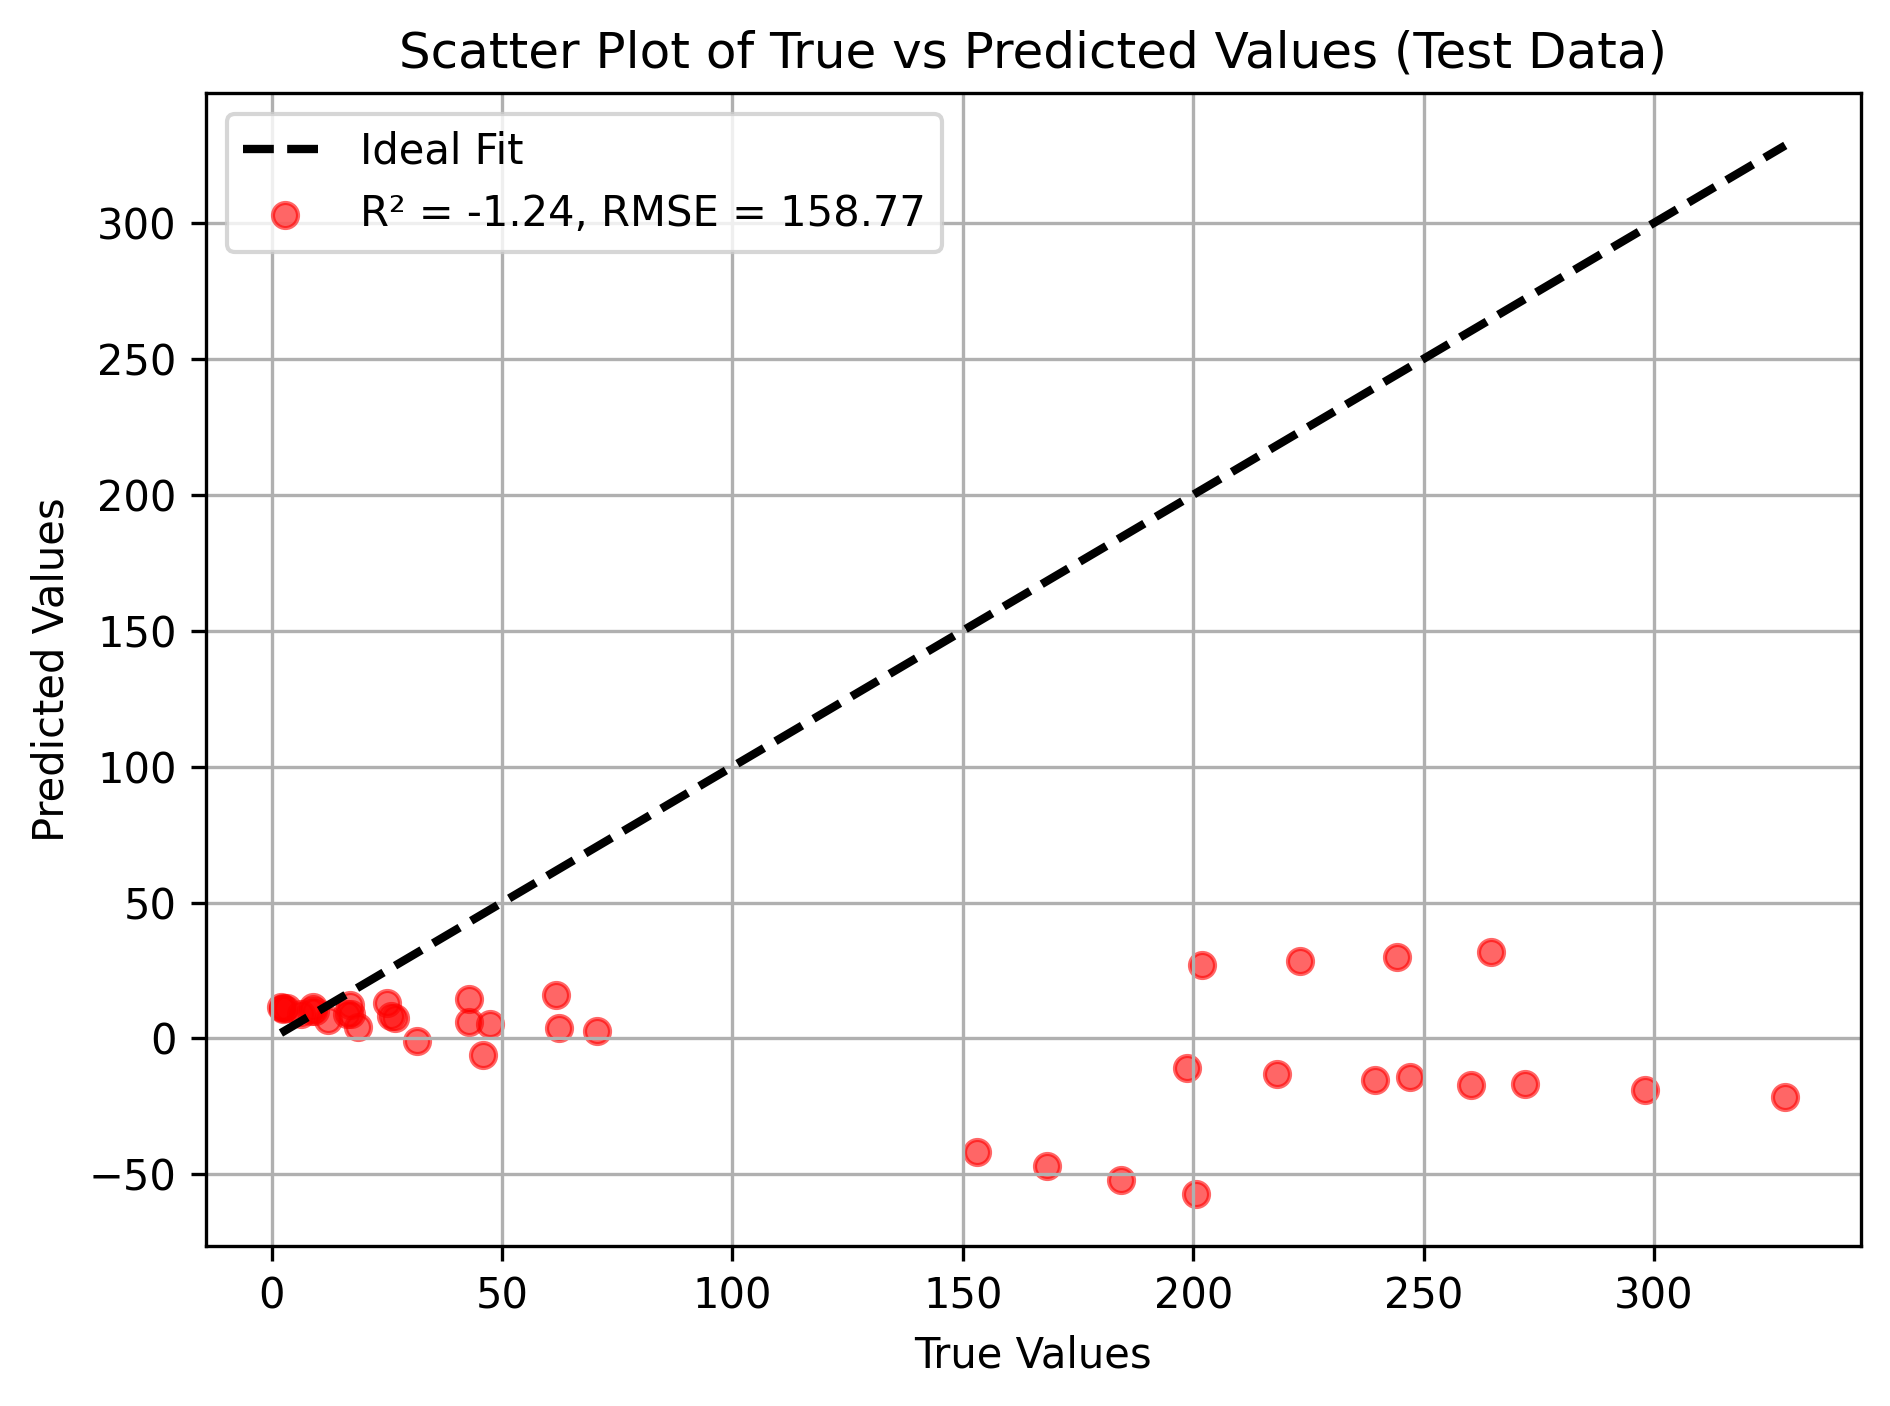 Scatter Plot of True vs Predicted Values (Test Data)
Ideal Fit
R² = -1.24, RMSE = 158.77
Predicted Values
300
250
200
150
100
50
0
−50
0 50 100 150 200 250 300
True Values